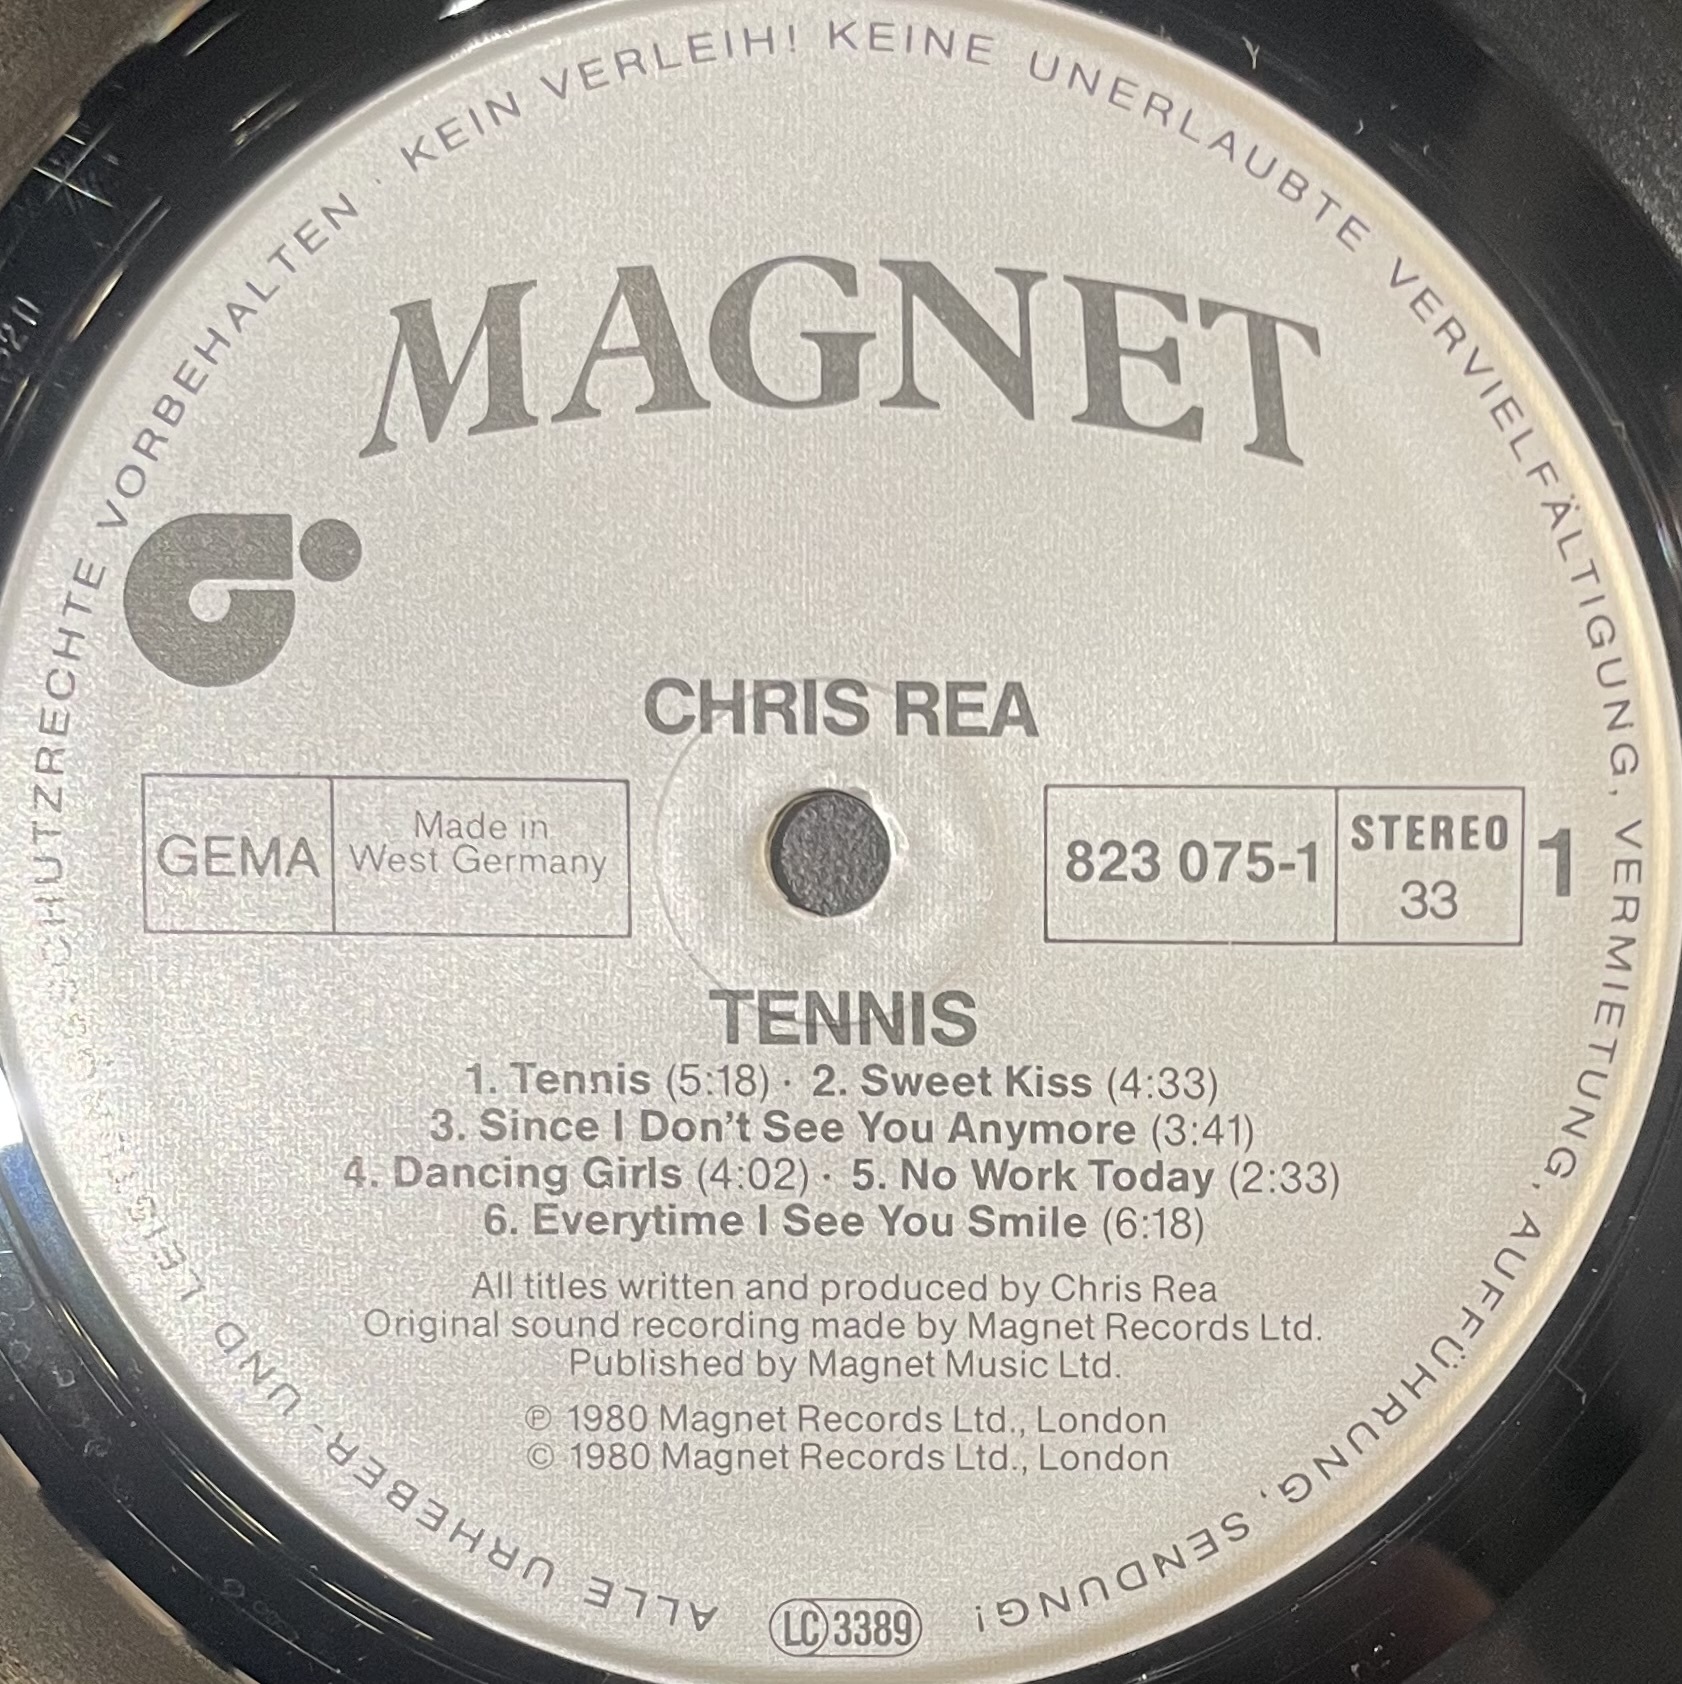 ALLE URHEBER- UND LEISTUNGSSCHUTZRECHTE VORBEHALTEN · KEIN VERLEIH! KEINE UNERLAUBTE VERVIELFÄLTIGUNG, VERMIETUNG, AUFFÜHRUNG, SENDUNG!
MAGNET
CHRIS REA
GEMA
Made in
West Germany
823 075-1
STEREO
33
1
TENNIS
1. Tennis (5:18) · 2. Sweet Kiss (4:33)
3. Since I Don't See You Anymore (3:41)
4. Dancing Girls (4:02) · 5. No Work Today (2:33)
6. Everytime I See You Smile (6:18)
All titles written and produced by Chris Rea
Original sound recording made by Magnet Records Ltd.
Published by Magnet Music Ltd.
℗ 1980 Magnet Records Ltd., London
© 1980 Magnet Records Ltd., London
LC 3389